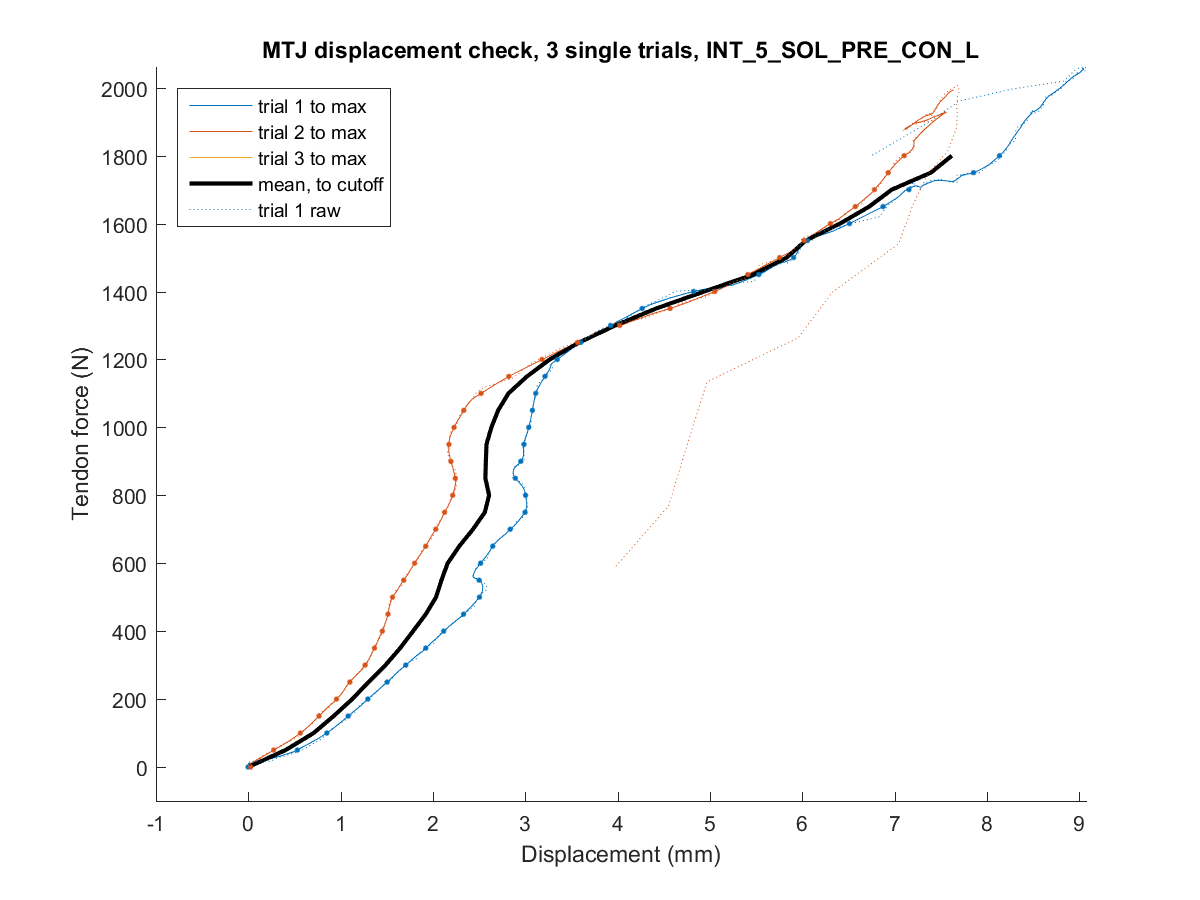 MTJ displacement check, 3 single trials, INT_5_SOL_PRE_CON_L
trial 1 to max
trial 2 to max
trial 3 to max
mean, to cutoff
trial 1 raw
2000
1800
1600
1400
1200
1000
800
600
400
200
0
Tendon force (N)
-1 0 1 2 3 4 5 6 7 8 9
Displacement (mm)